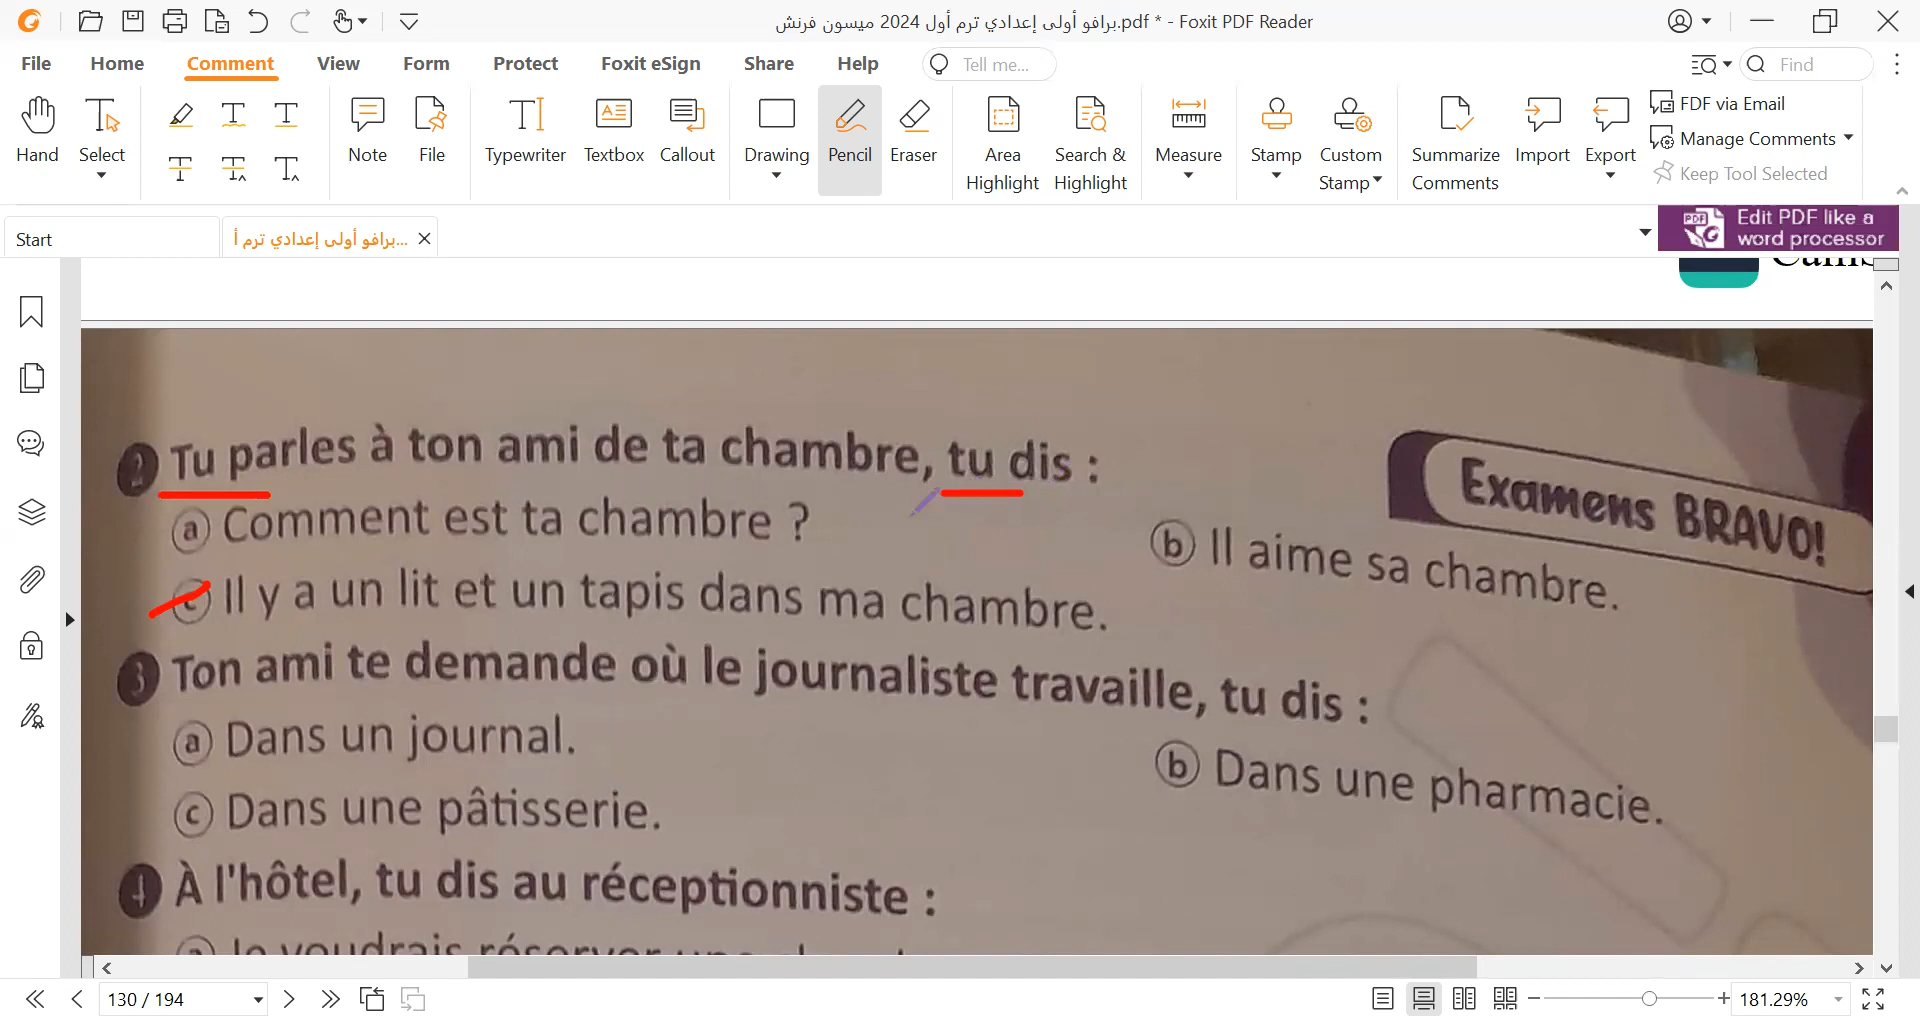 برافو أولى إعدادي ترم أول 2024 ميسون فرنش.pdf * - Foxit PDF Reader
File Home Comment View Form Protect Foxit eSign Share Help Tell me... Find
Hand Select Note File Typewriter Textbox Callout Drawing Pencil Eraser Area Highlight Search & Highlight Measure Stamp Custom Stamp Summarize Comments Import Export
FDF via Email
Manage Comments
Keep Tool Selected
Start برافو أولى إعدادي ترم أ...
PDF Edit PDF like a
word processor
Examens BRAVO!
2 Tu parles à ton ami de ta chambre, tu dis :
a Comment est ta chambre ?
b Il aime sa chambre.
c Il y a un lit et un tapis dans ma chambre.
3 Ton ami te demande où le journaliste travaille, tu dis :
a Dans un journal.
b Dans une pharmacie.
c Dans une pâtisserie.
4 À l'hôtel, tu dis au réceptionniste :
130 / 194 181.29%